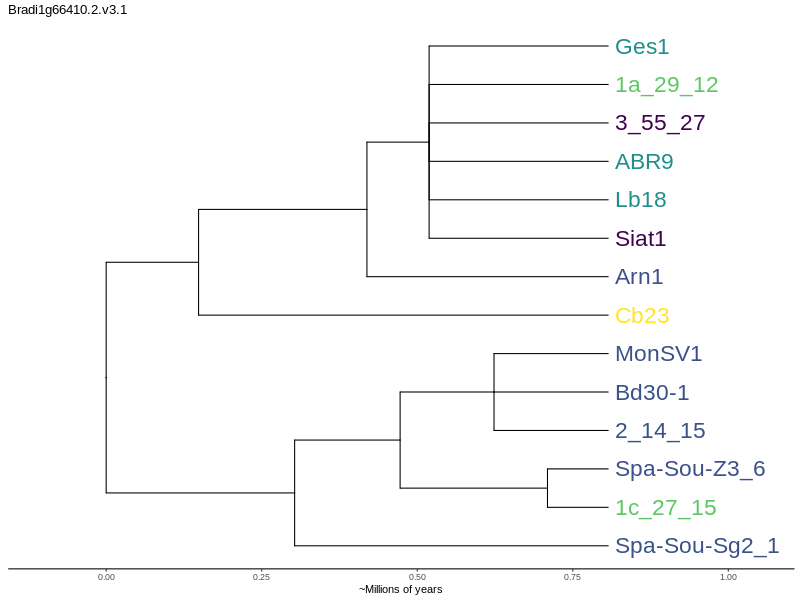 Bradi1g66410.2.v3.1
Ges1
1a_29_12
3_55_27
ABR9
Lb18
Siat1
Arn1
Cb23
MonSV1
Bd30-1
2_14_15
Spa-Sou-Z3_6
1c_27_15
Spa-Sou-Sg2_1
0.00 0.25 0.50 0.75 1.00
~Millions of years